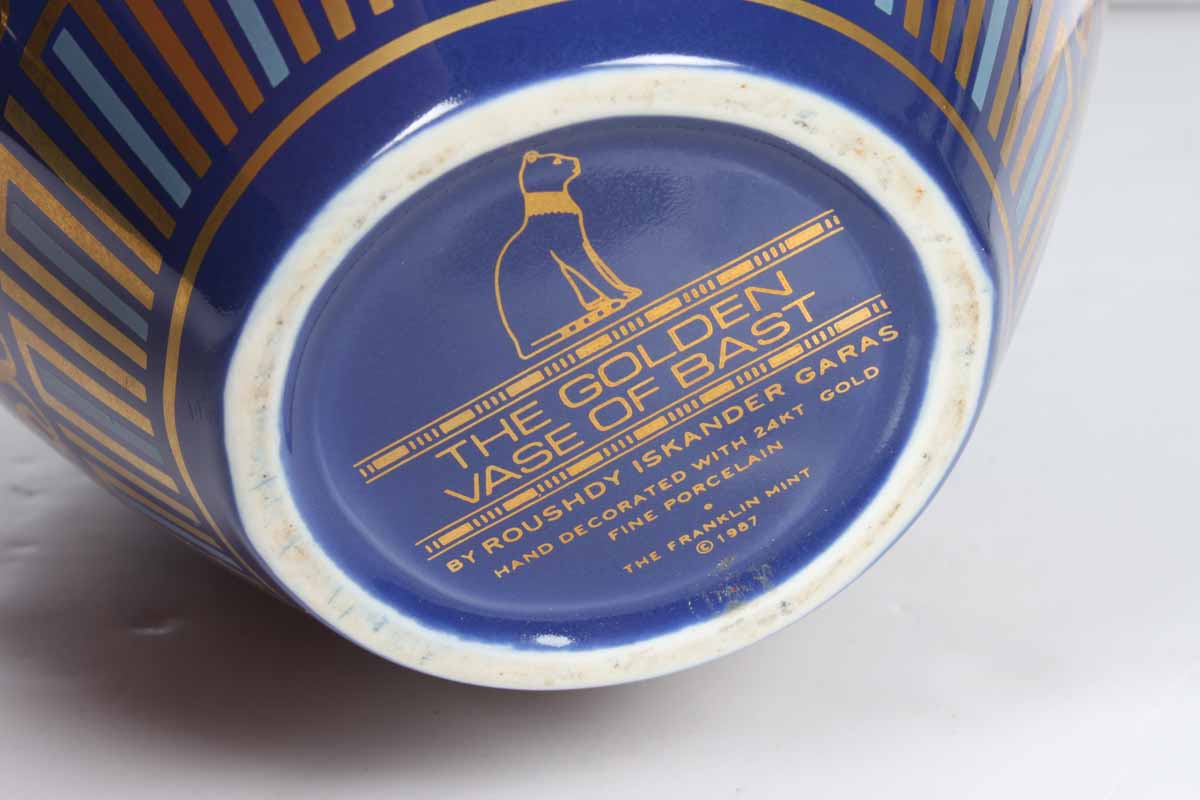 THE GOLDEN
VASE OF BAST
BY ROUSHDY ISKANDER GARAS
HAND DECORATED WITH 24KT GOLD
FINE PORCELAIN
•
THE FRANKLIN MINT
© 1987